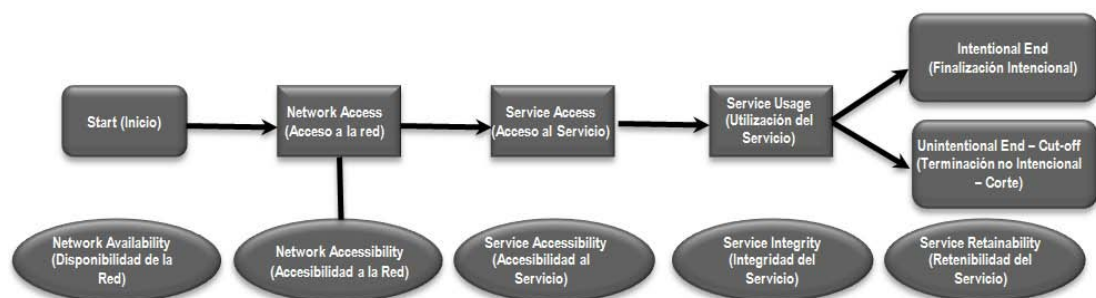 Intentional End
(Finalización Intencional)
Start (Inicio)
Network Access
(Acceso a la red)
Service Access
(Acceso al Servicio)
Service Usage
(Utilización del
Servicio)
Unintentional End – Cut-off
(Terminación no Intencional
– Corte)
Network Availability
(Disponibilidad de la
Red)
Network Accessibility
(Accesibilidad a la Red)
Service Accessibility
(Accesibilidad al
Servicio)
Service Integrity
(Integridad del
Servicio)
Service Retainability
(Retenibilidad del
Servicio)